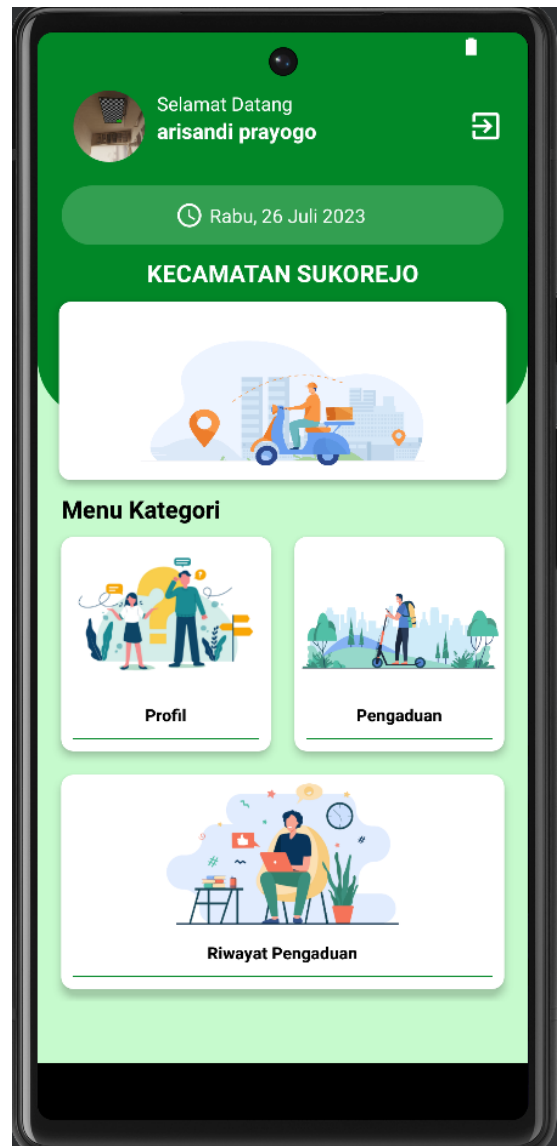 Selamat Datang
arisandi prayogo
Rabu, 26 Juli 2023
KECAMATAN SUKOREJO
Menu Kategori
Profil
Pengaduan
Riwayat Pengaduan